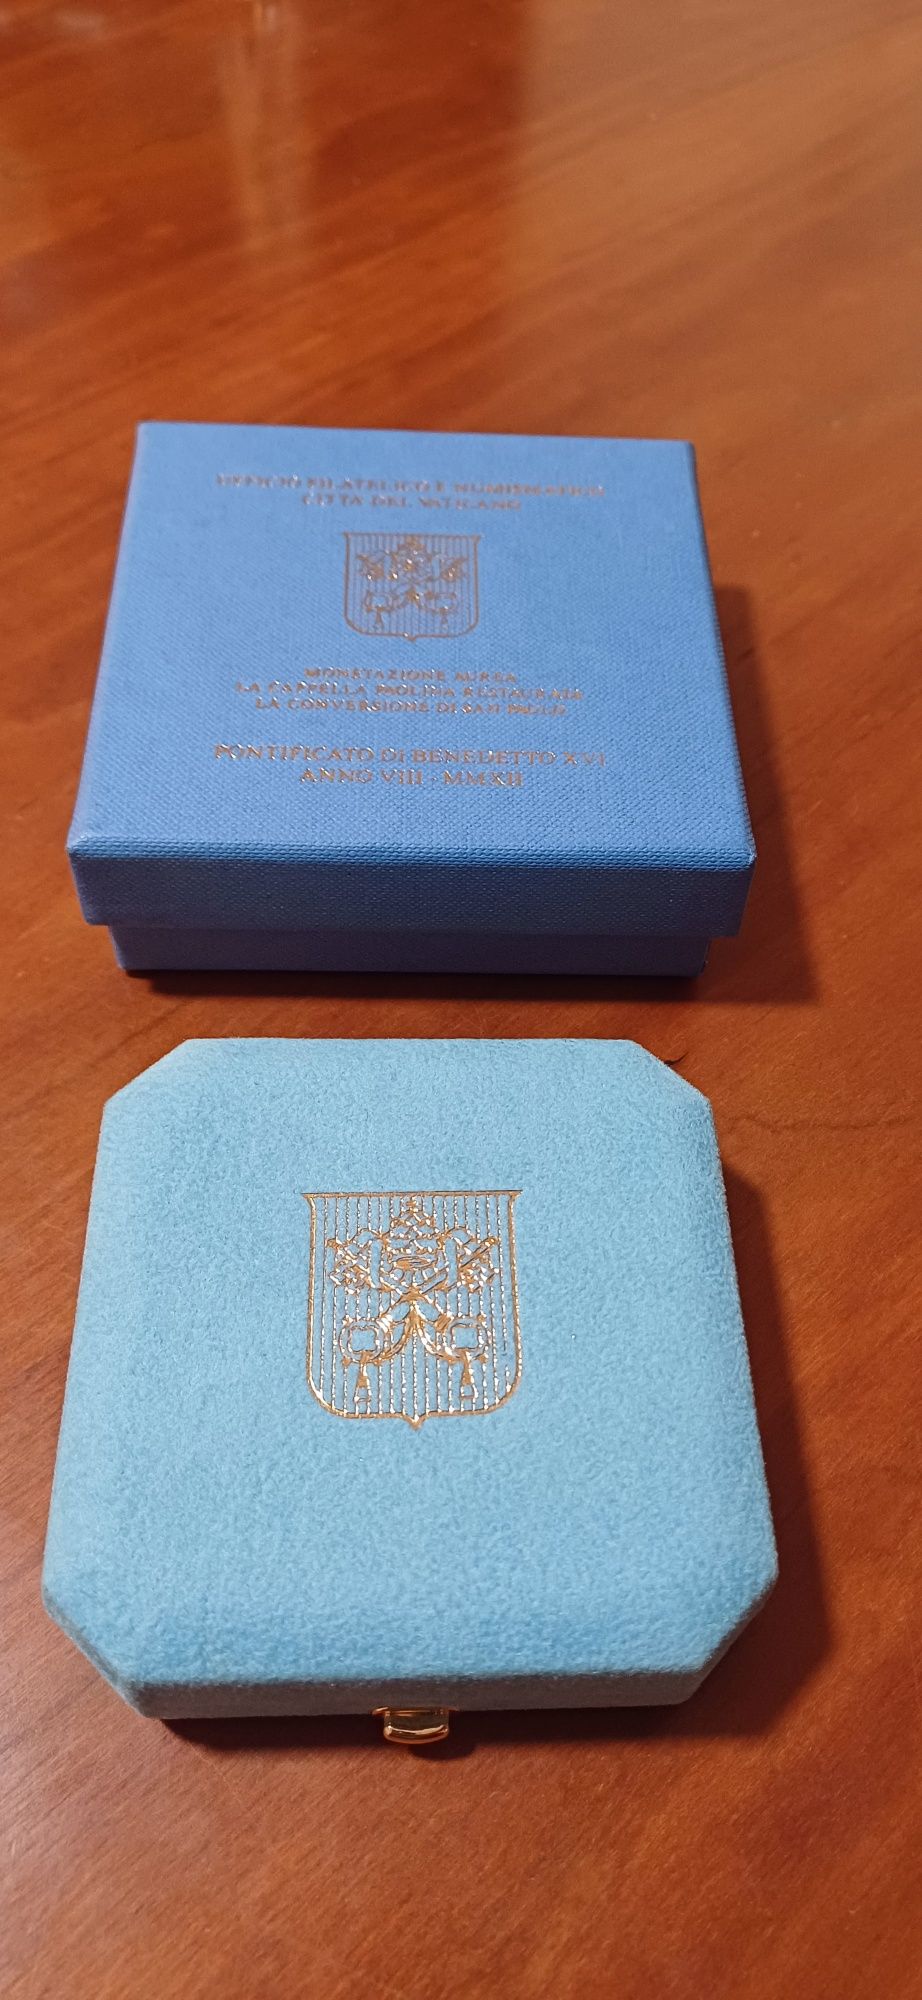 UFFICIO FILATELICO E NUMISMATICO
CITTÀ DEL VATICANO
MONETAZIONE AUREA
LA CAPPELLA PAOLINA RESTAURATA
LA CONVERSIONE DI SAN PAOLO
PONTIFICATO DI BENEDETTO XVI
ANNO VIII - MMXII